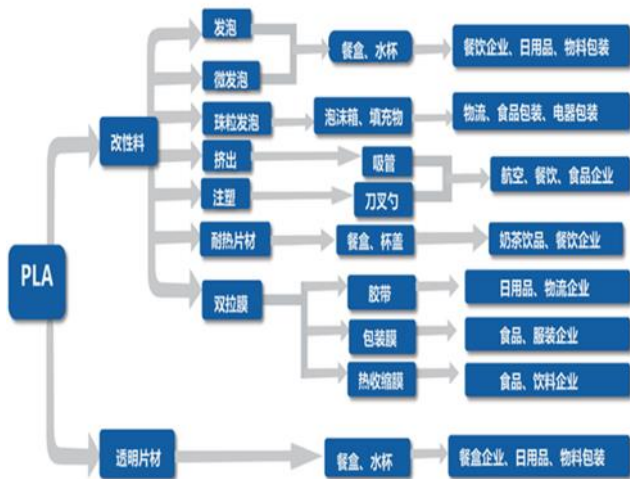 发泡
餐盒、水杯
餐饮企业、日用品、物料包装
微发泡
珠粒发泡
泡沫箱、填充物
物流、食品包装、电器包装
改性料
挤出
吸管
航空、餐饮、食品企业
注塑
刀叉勺
耐热片材
餐盒、杯盖
奶茶饮品、餐饮企业
PLA
双拉膜
胶带
日用品、物流企业
包装膜
食品、服装企业
热收缩膜
食品、饮料企业
透明片材
餐盒、水杯
餐盒企业、日用品、物料包装